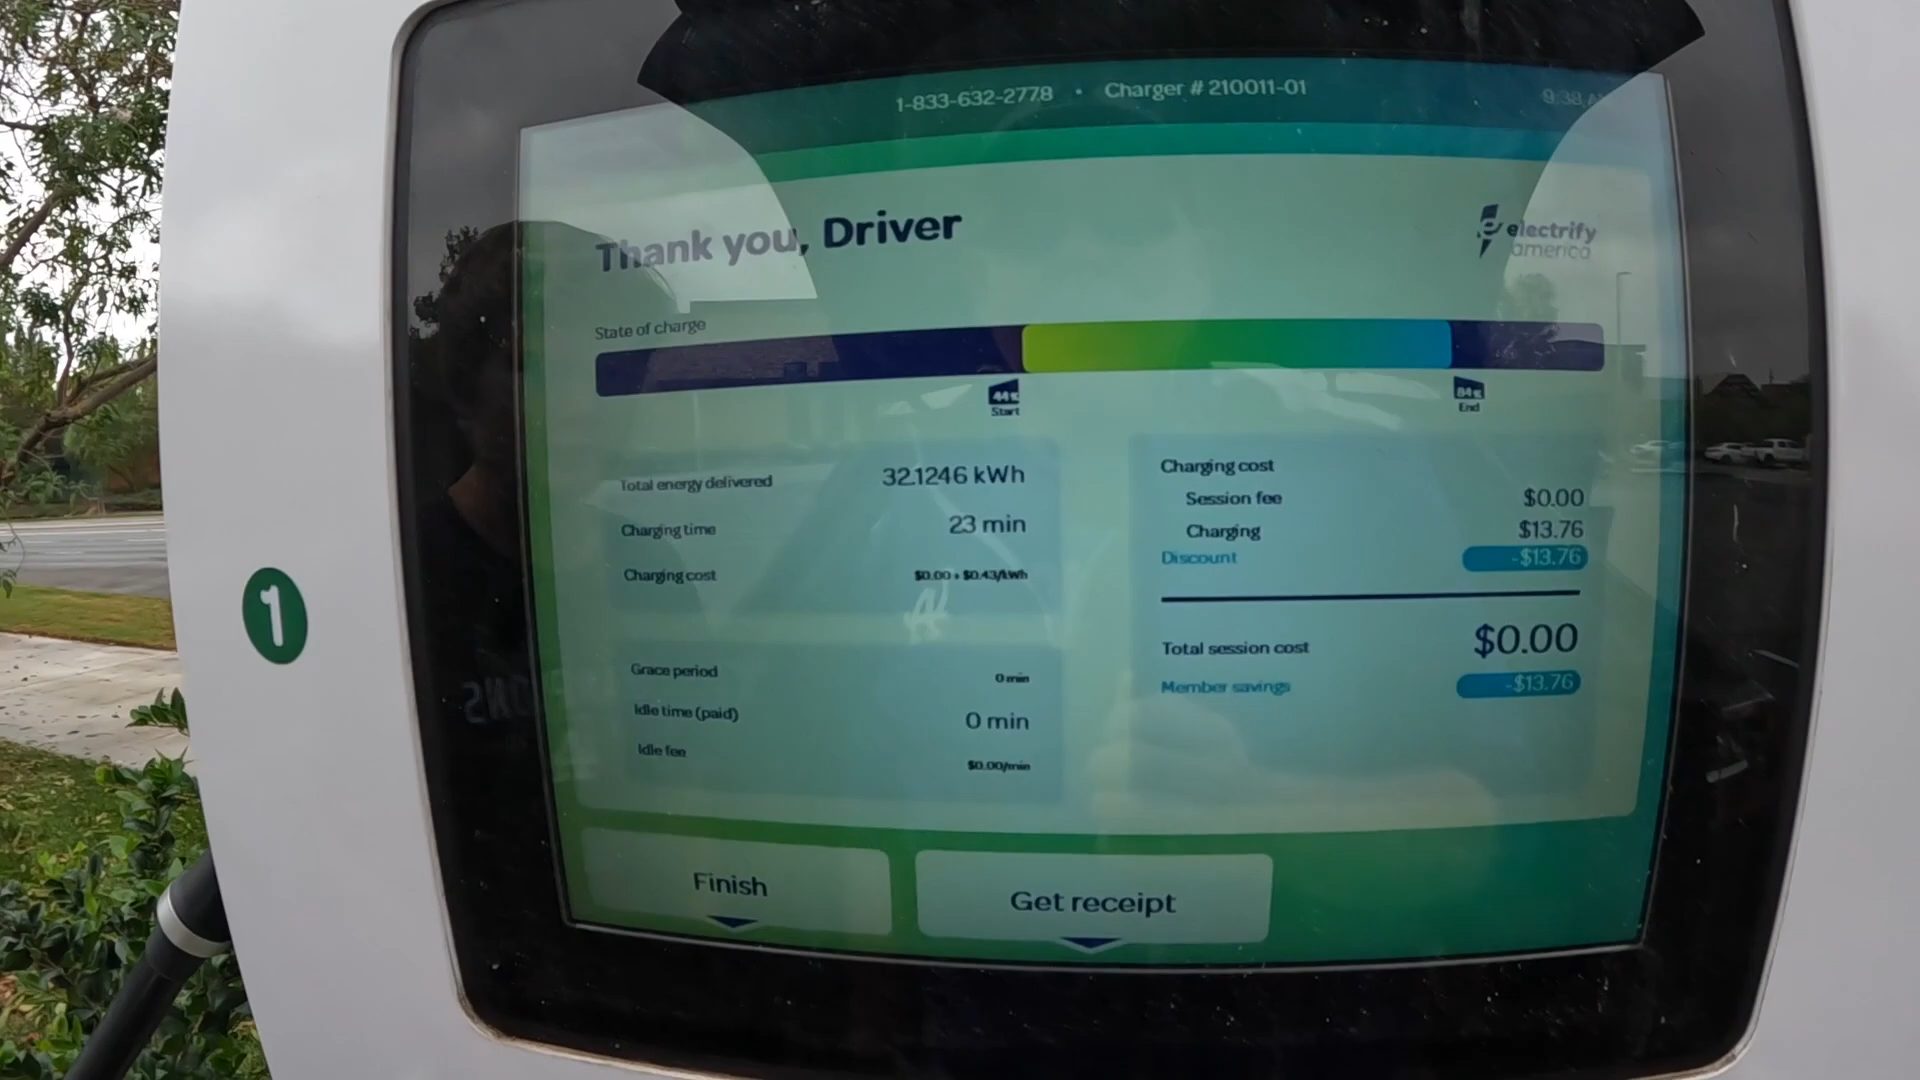 1-833-632-2778 • Charger # 210011-01
Thank you, Driver
electrify
america
State of charge
44%
Start
84%
End
Total energy delivered 32.1246 kWh
Charging time 23 min
Charging cost $0.00 + $0.43/kWh
Grace period 0 min
Idle time (paid) 0 min
Idle fee $0.00/min
Charging cost
Session fee $0.00
Charging $13.76
Discount -$13.76
Total session cost $0.00
Member savings -$13.76
Finish
Get receipt
1